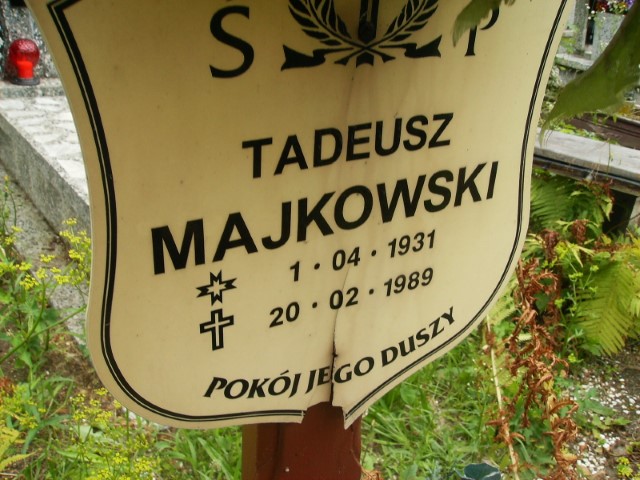 Ś P
TADEUSZ
MAJKOWSKI
1 · 04 · 1931
20 · 02 · 1989
POKÓJ JEGO DUSZY